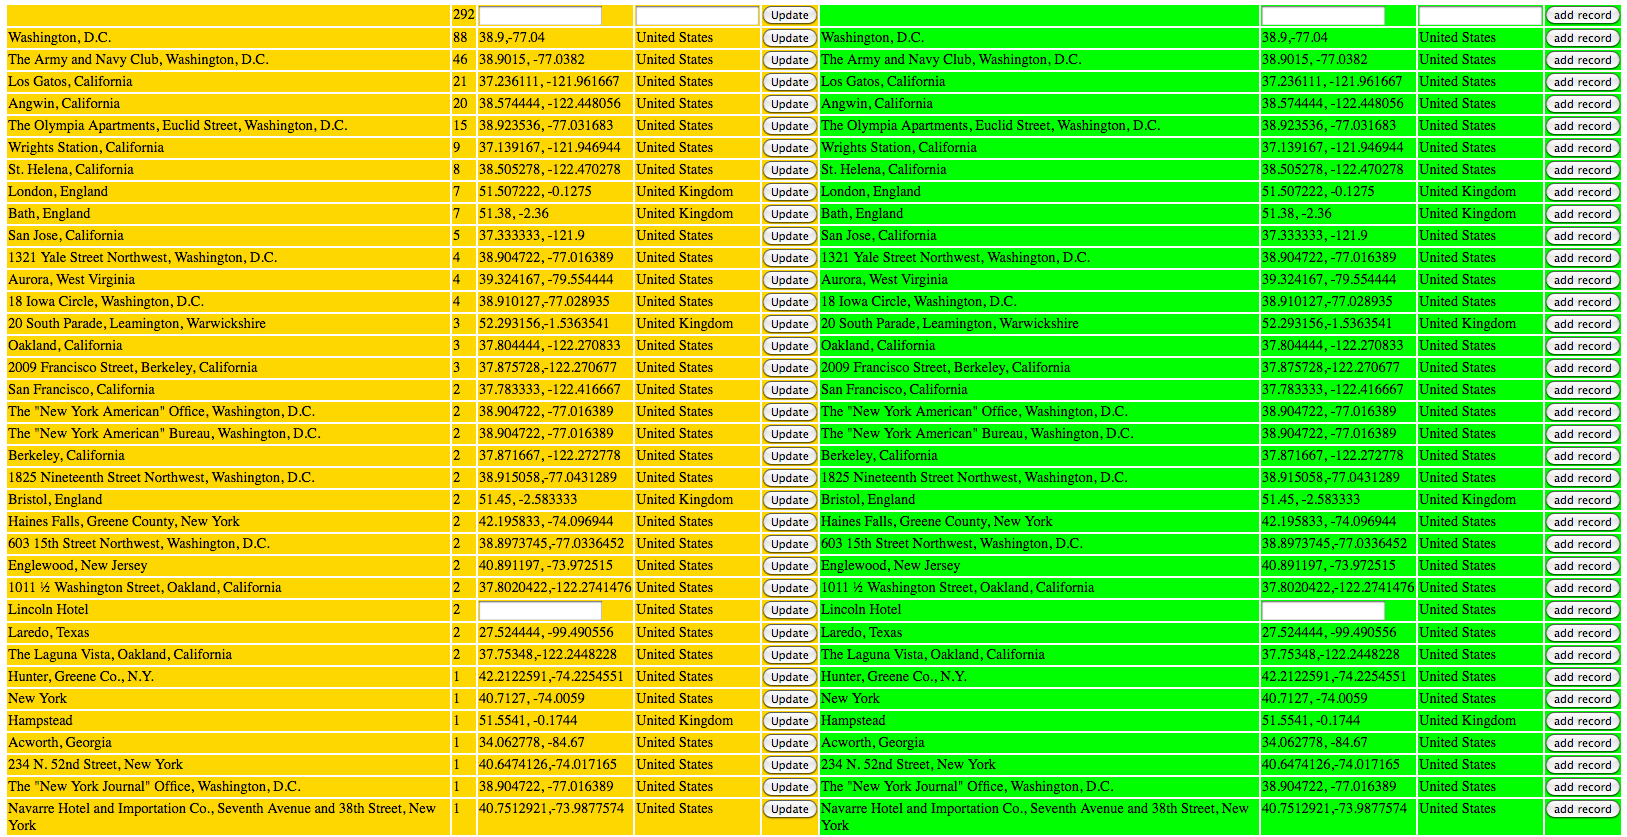 292 Update add record
Washington, D.C. 88 38.9,-77.04 United States Update Washington, D.C. 38.9,-77.04 United States add record
The Army and Navy Club, Washington, D.C. 46 38.9015, -77.0382 United States Update The Army and Navy Club, Washington, D.C. 38.9015, -77.0382 United States add record
Los Gatos, California 21 37.236111, -121.961667 United States Update Los Gatos, California 37.236111, -121.961667 United States add record
Angwin, California 20 38.574444, -122.448056 United States Update Angwin, California 38.574444, -122.448056 United States add record
The Olympia Apartments, Euclid Street, Washington, D.C. 15 38.923536, -77.031683 United States Update The Olympia Apartments, Euclid Street, Washington, D.C. 38.923536, -77.031683 United States add record
Wrights Station, California 9 37.139167, -121.946944 United States Update Wrights Station, California 37.139167, -121.946944 United States add record
St. Helena, California 8 38.505278, -122.470278 United States Update St. Helena, California 38.505278, -122.470278 United States add record
London, England 7 51.507222, -0.1275 United Kingdom Update London, England 51.507222, -0.1275 United Kingdom add record
Bath, England 7 51.38, -2.36 United Kingdom Update Bath, England 51.38, -2.36 United Kingdom add record
San Jose, California 5 37.333333, -121.9 United States Update San Jose, California 37.333333, -121.9 United States add record
1321 Yale Street Northwest, Washington, D.C. 4 38.904722, -77.016389 United States Update 1321 Yale Street Northwest, Washington, D.C. 38.904722, -77.016389 United States add record
Aurora, West Virginia 4 39.324167, -79.554444 United States Update Aurora, West Virginia 39.324167, -79.554444 United States add record
18 Iowa Circle, Washington, D.C. 4 38.910127,-77.028935 United States Update 18 Iowa Circle, Washington, D.C. 38.910127,-77.028935 United States add record
20 South Parade, Leamington, Warwickshire 3 52.293156,-1.5363541 United Kingdom Update 20 South Parade, Leamington, Warwickshire 52.293156,-1.5363541 United Kingdom add record
Oakland, California 3 37.804444, -122.270833 United States Update Oakland, California 37.804444, -122.270833 United States add record
2009 Francisco Street, Berkeley, California 3 37.875728,-122.270677 United States Update 2009 Francisco Street, Berkeley, California 37.875728,-122.270677 United States add record
San Francisco, California 2 37.783333, -122.416667 United States Update San Francisco, California 37.783333, -122.416667 United States add record
The "New York American" Office, Washington, D.C. 2 38.904722, -77.016389 United States Update The "New York American" Office, Washington, D.C. 38.904722, -77.016389 United States add record
The "New York American" Bureau, Washington, D.C. 2 38.904722, -77.016389 United States Update The "New York American" Bureau, Washington, D.C. 38.904722, -77.016389 United States add record
Berkeley, California 2 37.871667, -122.272778 United States Update Berkeley, California 37.871667, -122.272778 United States add record
1825 Nineteenth Street Northwest, Washington, D.C. 2 38.915058,-77.0431289 United States Update 1825 Nineteenth Street Northwest, Washington, D.C. 38.915058,-77.0431289 United States add record
Bristol, England 2 51.45, -2.583333 United Kingdom Update Bristol, England 51.45, -2.583333 United Kingdom add record
Haines Falls, Greene County, New York 2 42.195833, -74.096944 United States Update Haines Falls, Greene County, New York 42.195833, -74.096944 United States add record
603 15th Street Northwest, Washington, D.C. 2 38.8973745,-77.0336452 United States Update 603 15th Street Northwest, Washington, D.C. 38.8973745,-77.0336452 United States add record
Englewood, New Jersey 2 40.891197, -73.972515 United States Update Englewood, New Jersey 40.891197, -73.972515 United States add record
1011 ½ Washington Street, Oakland, California 2 37.8020422,-122.2741476 United States Update 1011 ½ Washington Street, Oakland, California 37.8020422,-122.2741476 United States add record
Lincoln Hotel 2 United States Update Lincoln Hotel United States add record
Laredo, Texas 2 27.524444, -99.490556 United States Update Laredo, Texas 27.524444, -99.490556 United States add record
The Laguna Vista, Oakland, California 2 37.75348,-122.2448228 United States Update The Laguna Vista, Oakland, California 37.75348,-122.2448228 United States add record
Hunter, Greene Co., N.Y. 1 42.2122591,-74.2254551 United States Update Hunter, Greene Co., N.Y. 42.2122591,-74.2254551 United States add record
New York 1 40.7127, -74.0059 United States Update New York 40.7127, -74.0059 United States add record
Hampstead 1 51.5541, -0.1744 United Kingdom Update Hampstead 51.5541, -0.1744 United Kingdom add record
Acworth, Georgia 1 34.062778, -84.67 United States Update Acworth, Georgia 34.062778, -84.67 United States add record
234 N. 52nd Street, New York 1 40.6474126,-74.017165 United States Update 234 N. 52nd Street, New York 40.6474126,-74.017165 United States add record
The "New York Journal" Office, Washington, D.C. 1 38.904722, -77.016389 United States Update The "New York Journal" Office, Washington, D.C. 38.904722, -77.016389 United States add record
Navarre Hotel and Importation Co., Seventh Avenue and 38th Street, New 1 40.7512921,-73.9877574 United States Update Navarre Hotel and Importation Co., Seventh Avenue and 38th Street, New 40.7512921,-73.9877574 United States add record
York York